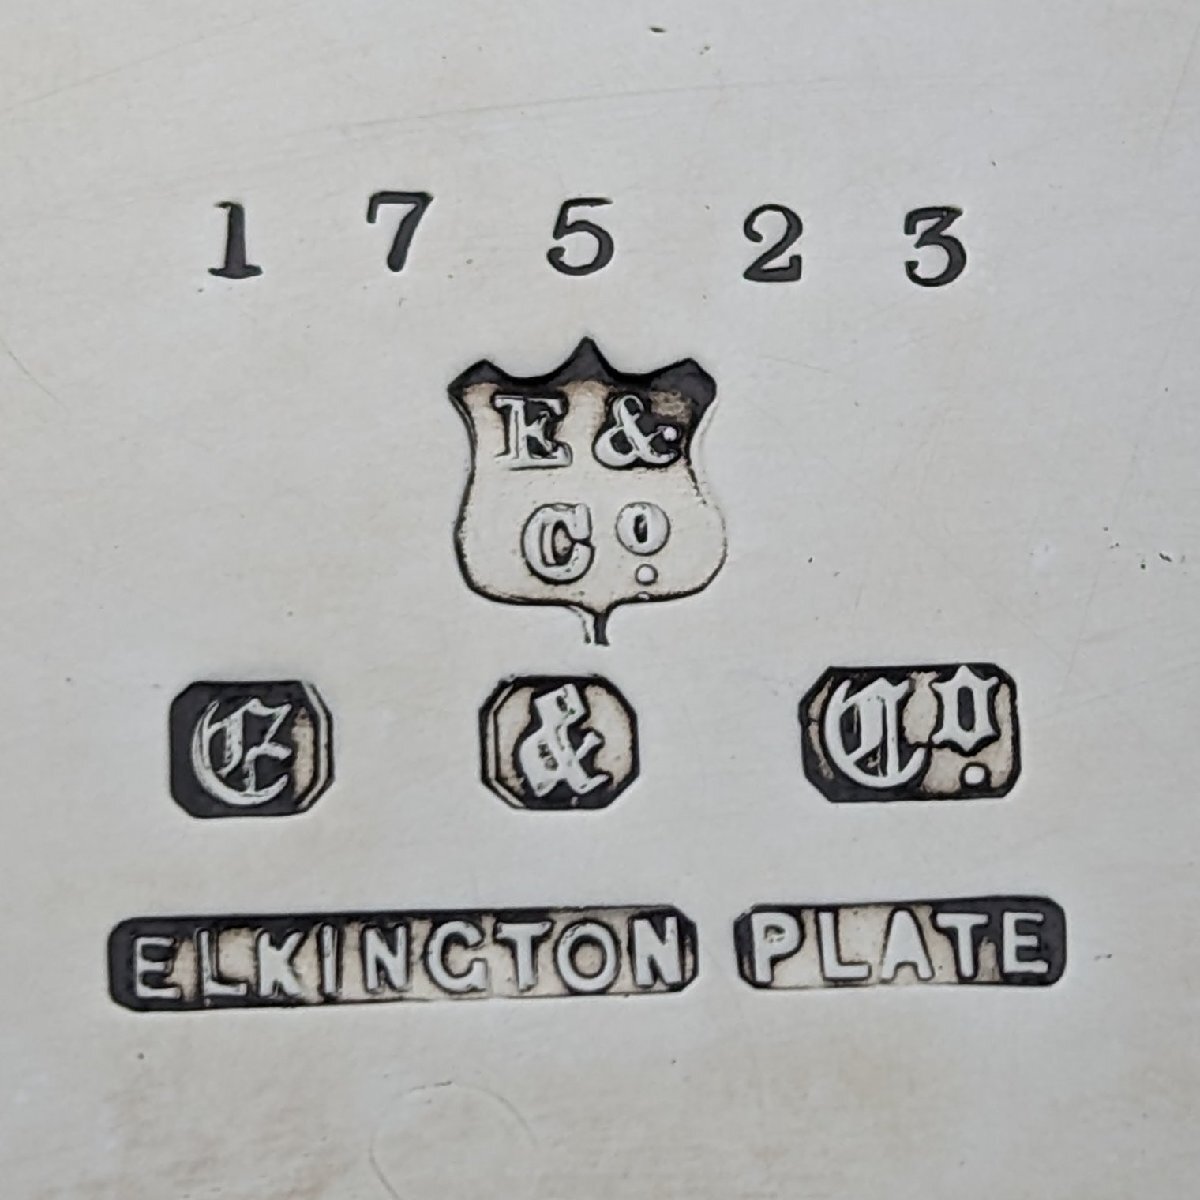 1 7 5 2 3
E &
Co.
E & Co.
ELKINGTON PLATE